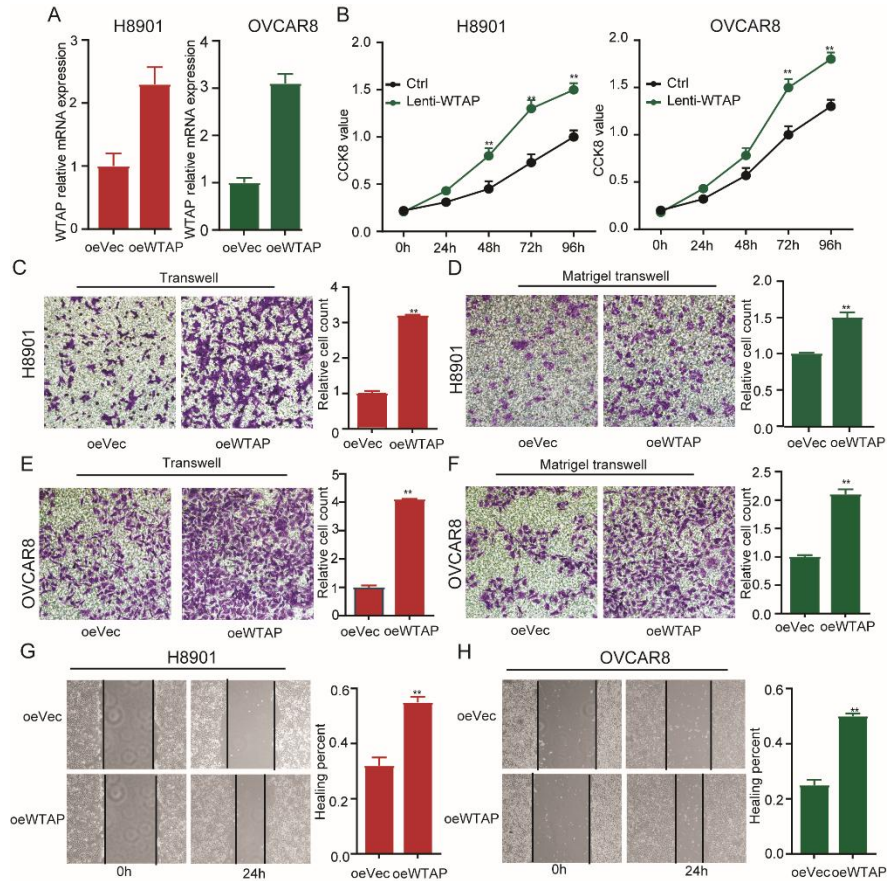 A
H8901
WTAP relative mRNA expression
3
2
1
0
oeVec oeWTAP
OVCAR8
WTAP relative mRNA expression
4
3
2
1
0
oeVec oeWTAP
B
H8901
CCK8 value
2.0
1.5
1.0
0.5
0.0
Ctrl
Lenti-WTAP
**
**
**
0h 24h 48h 72h 96h
OVCAR8
CCK8 value
2.0
1.5
1.0
0.5
0.0
Ctrl
Lenti-WTAP
**
**
0h 24h 48h 72h 96h
C
Transwell
H8901
oeVec oeWTAP
Relative cell count
4
3
2
1
0
**
oeVec oeWTAP
D
Matrigel transwell
H8901
oeVec oeWTAP
Relative cell count
2.0
1.5
1.0
0.5
0.0
**
oeVec oeWTAP
E
Transwell
OVCAR8
oeVec oeWTAP
Relative cell count
5
4
3
2
1
0
**
oeVec oeWTAP
F
Matrigel transwell
OVCAR8
oeVec oeWTAP
Relative cell count
2.5
2.0
1.5
1.0
0.5
0.0
**
oeVec oeWTAP
G
H8901
oeVec
oeWTAP
0h 24h
Healing percent
0.6
0.4
0.2
0.0
**
oeVec oeWTAP
H
OVCAR8
oeVec
oeWTAP
0h 24h
Healing percent
0.6
0.4
0.2
0.0
**
oeVec oeWTAP